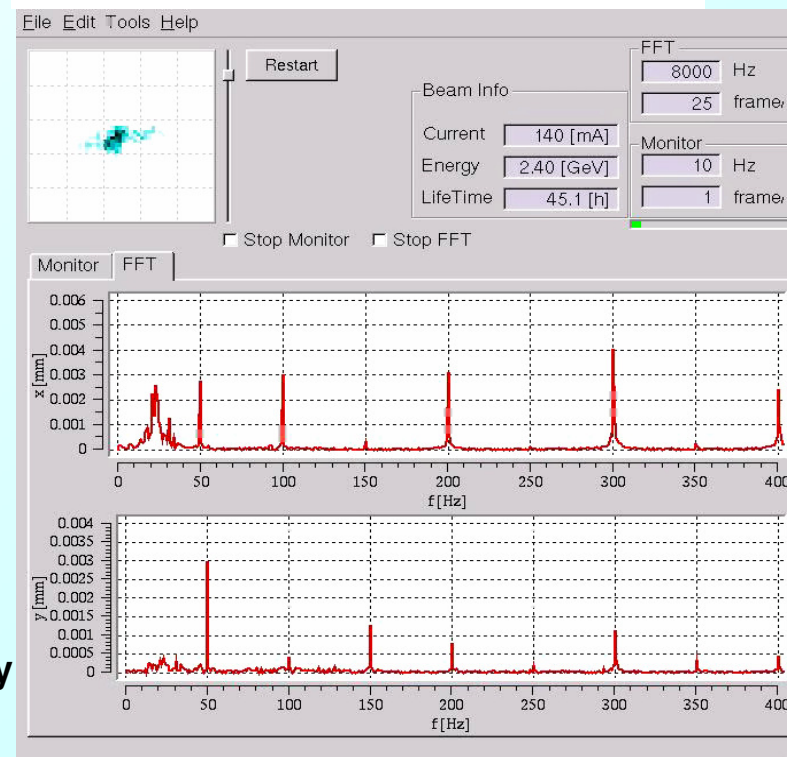 File Edit Tools Help
Restart
Beam Info
Current 140 [mA]
Energy 2.40 [GeV]
LifeTime 45.1 [h]
FFT
8000 Hz
25 frame
Monitor
10 Hz
1 frame
Stop Monitor Stop FFT
Monitor FFT
0.006
0.005
0.004
0.003
0.002
0.001
0
x[mm]
0 50 100 150 200 250 300 350 400
f[Hz]
0.004
0.0035
0.003
0.0025
0.002
0.0015
0.001
0.0005
0
y[mm]
0 50 100 150 200 250 300 350 400
f[Hz]
y